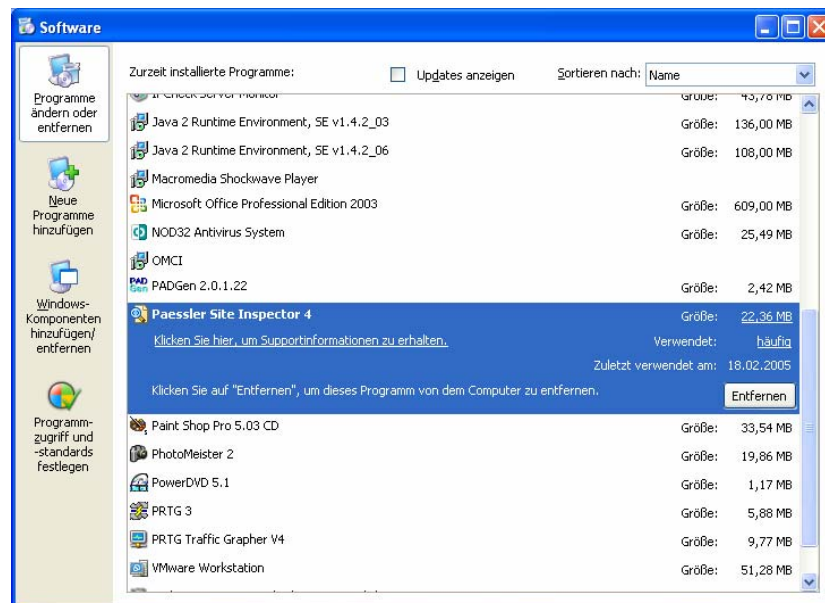 Software
Programme ändern oder entfernen
Neue Programme hinzufügen
Windows-Komponenten hinzufügen/ entfernen
Programm-zugriff und -standards festlegen
Zurzeit installierte Programme: Updates anzeigen Sortieren nach: Name
IPCheck Server Monitor Größe: 43,78 MB
Java 2 Runtime Environment, SE v1.4.2_03 Größe: 136,00 MB
Java 2 Runtime Environment, SE v1.4.2_06 Größe: 108,00 MB
Macromedia Shockwave Player
Microsoft Office Professional Edition 2003 Größe: 609,00 MB
NOD32 Antivirus System Größe: 25,49 MB
OMCI
PADGen 2.0.1.22 Größe: 2,42 MB
Paessler Site Inspector 4 Größe: 22,36 MB
Klicken Sie hier, um Supportinformationen zu erhalten. Verwendet: häufig
Zuletzt verwendet am: 18.02.2005
Klicken Sie auf "Entfernen", um dieses Programm von dem Computer zu entfernen. Entfernen
Paint Shop Pro 5.03 CD Größe: 33,54 MB
PhotoMeister 2 Größe: 19,86 MB
PowerDVD 5.1 Größe: 1,17 MB
PRTG 3 Größe: 5,88 MB
PRTG Traffic Grapher V4 Größe: 9,77 MB
VMware Workstation Größe: 51,28 MB